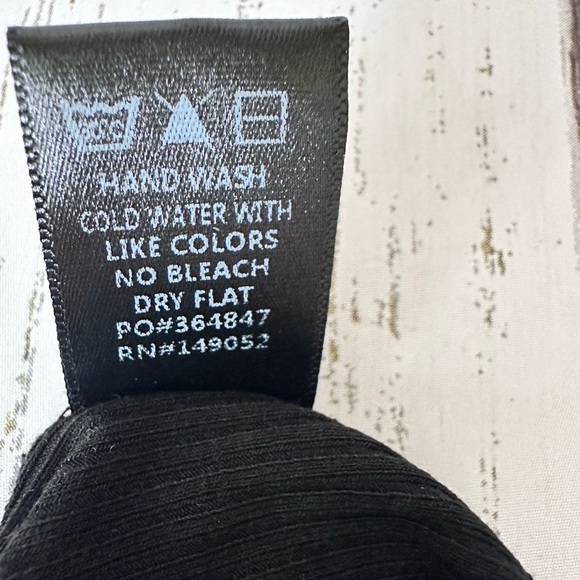 HAND WASH
COLD WATER WITH
LIKE COLORS
NO BLEACH
DRY FLAT
PO#364847
RN#149052